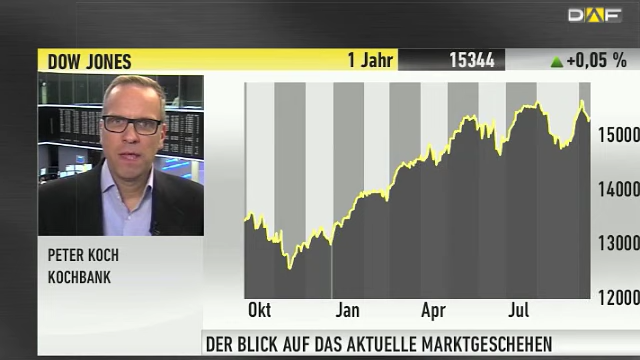 DAF
DOW JONES 1 Jahr 15344 +0,05 %
15000
14000
13000
12000
Okt Jan Apr Jul
PETER KOCH
KOCHBANK
DER BLICK AUF DAS AKTUELLE MARKTGESCHEHEN